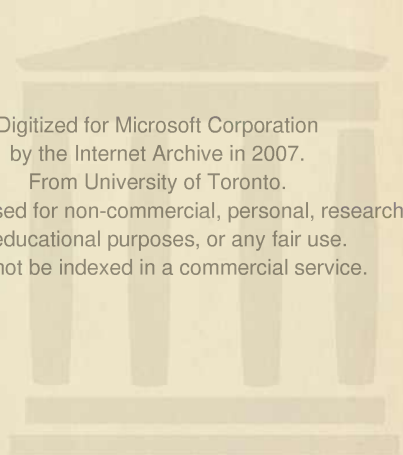 Digitized for Microsoft Corporation
by the Internet Archive in 2007.
From University of Toronto.
sed for non-commercial, personal, research
educational purposes, or any fair use.
not be indexed in a commercial service.